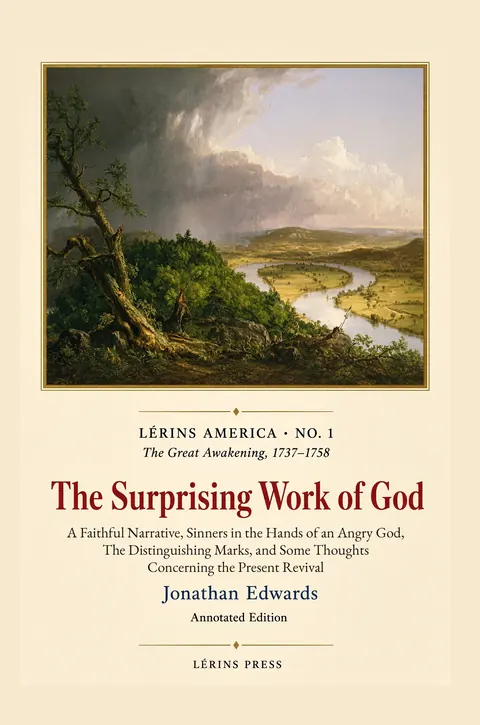 LÉRINS AMERICA · NO. 1
The Great Awakening, 1737–1758
The Surprising Work of God
A Faithful Narrative, Sinners in the Hands of an Angry God,
The Distinguishing Marks, and Some Thoughts
Concerning the Present Revival
Jonathan Edwards
Annotated Edition
LÉRINS PRESS